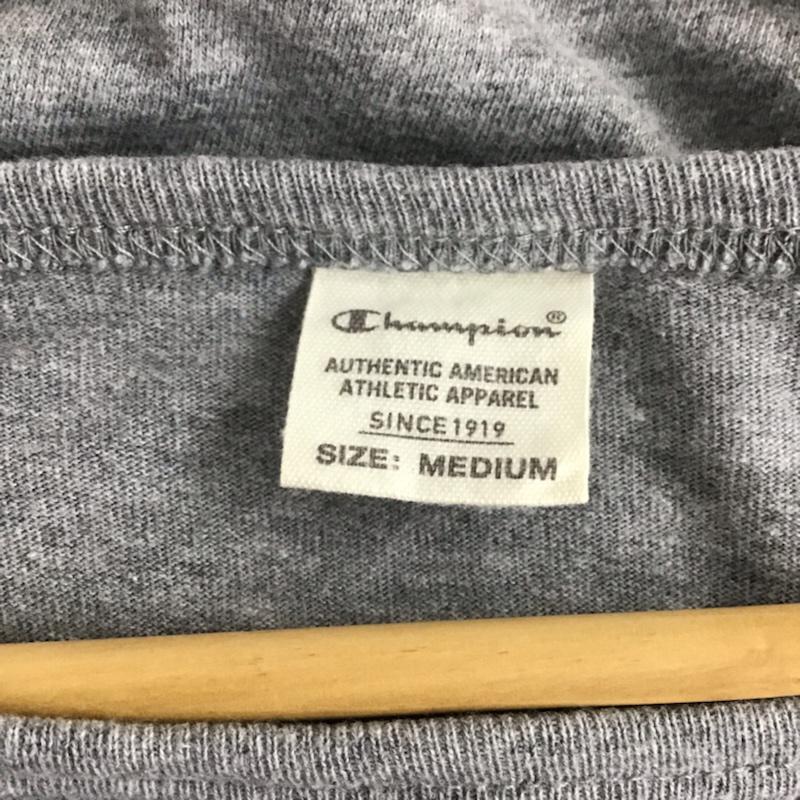 Champion®
AUTHENTIC AMERICAN
ATHLETIC APPAREL
SINCE 1919
SIZE: MEDIUM